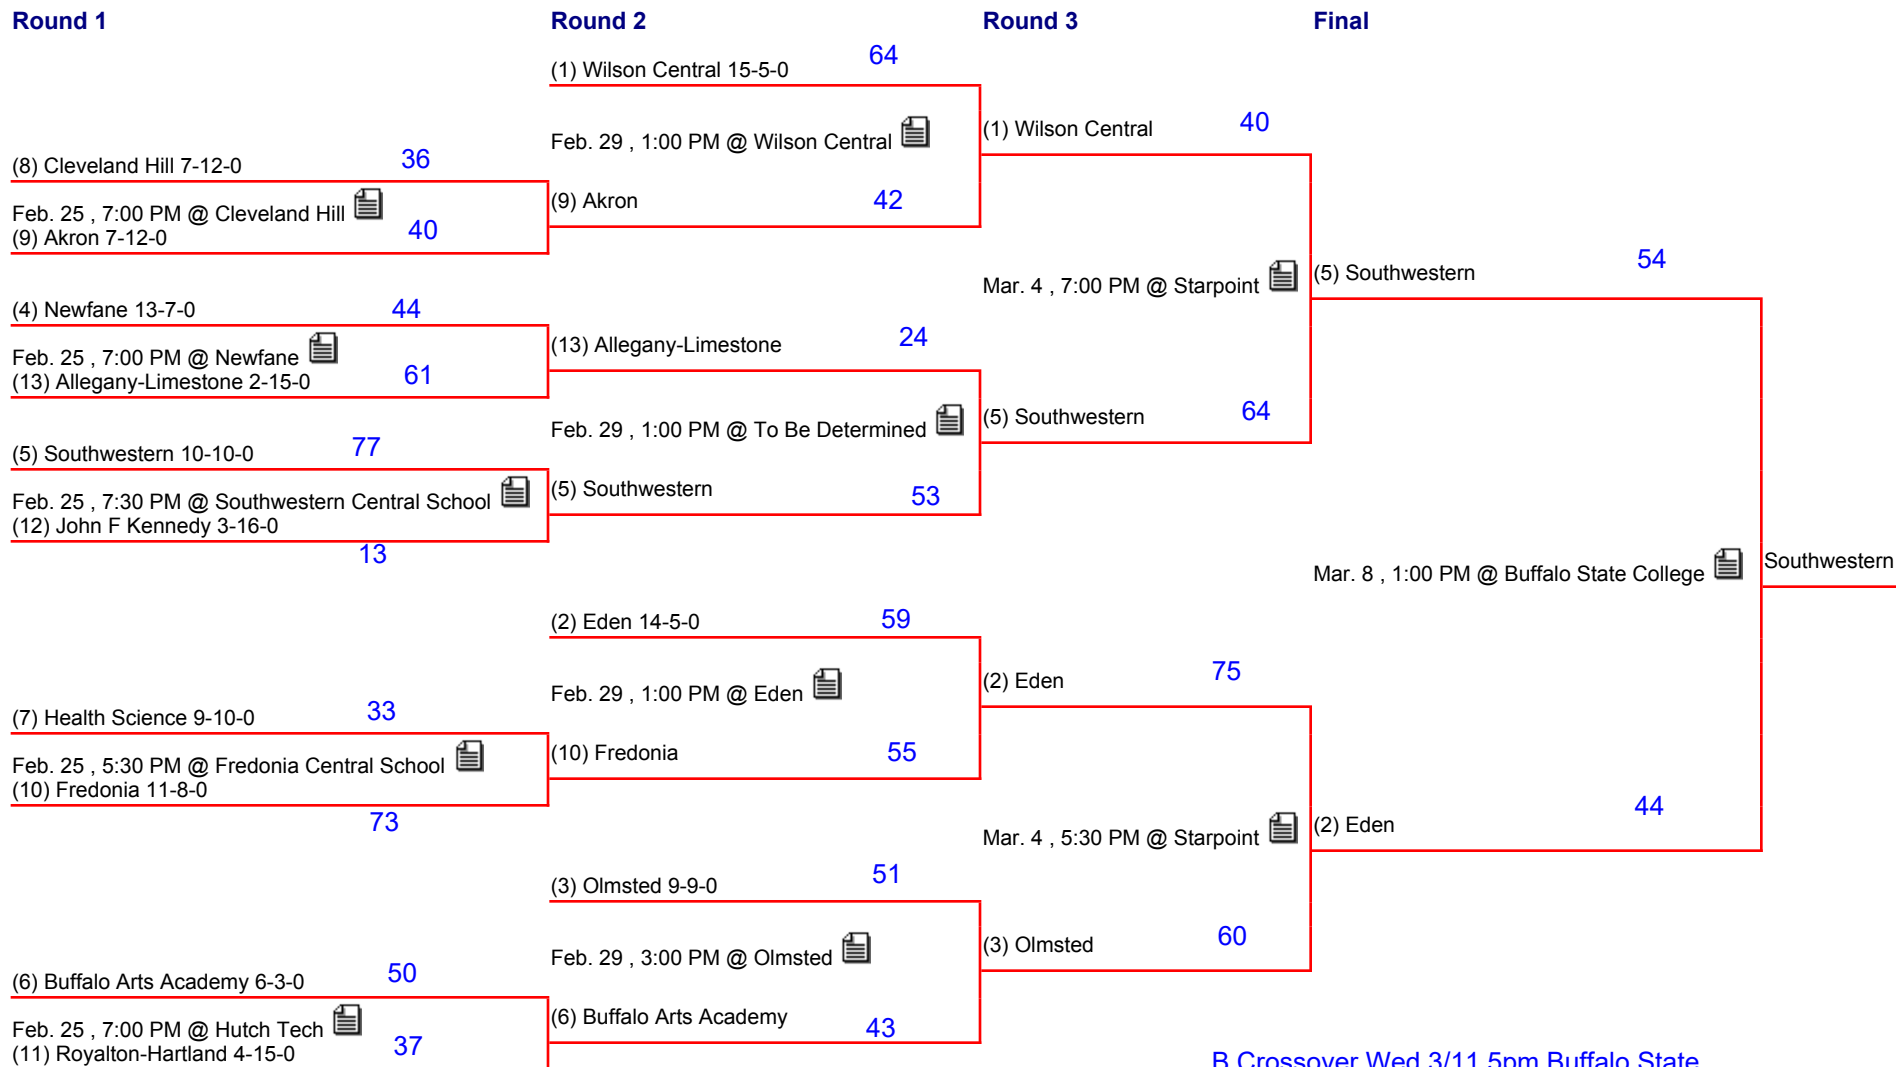 Round 1
Round 2
Round 3
Final
(8) Cleveland Hill 7-12-0 36
Feb. 25 , 7:00 PM @ Cleveland Hill
(9) Akron 7-12-0 40
(4) Newfane 13-7-0 44
Feb. 25 , 7:00 PM @ Newfane
(13) Allegany-Limestone 2-15-0 61
(5) Southwestern 10-10-0 77
Feb. 25 , 7:30 PM @ Southwestern Central School
(12) John F Kennedy 3-16-0
13
(7) Health Science 9-10-0 33
Feb. 25 , 5:30 PM @ Fredonia Central School
(10) Fredonia 11-8-0
73
(6) Buffalo Arts Academy 6-3-0 50
Feb. 25 , 7:00 PM @ Hutch Tech
(11) Royalton-Hartland 4-15-0 37
(1) Wilson Central 15-5-0 64
Feb. 29 , 1:00 PM @ Wilson Central
(9) Akron 42
(13) Allegany-Limestone 24
Feb. 29 , 1:00 PM @ To Be Determined
(5) Southwestern 53
(2) Eden 14-5-0 59
Feb. 29 , 1:00 PM @ Eden
(10) Fredonia 55
(3) Olmsted 9-9-0 51
Feb. 29 , 3:00 PM @ Olmsted
(6) Buffalo Arts Academy 43
(1) Wilson Central 40
Mar. 4 , 7:00 PM @ Starpoint
(5) Southwestern 64
(2) Eden 75
Mar. 4 , 5:30 PM @ Starpoint
(3) Olmsted 60
(5) Southwestern 54
Mar. 8 , 1:00 PM @ Buffalo State College
(2) Eden 44
Southwestern
B Crossover Wed 3/11 5pm Buffalo State